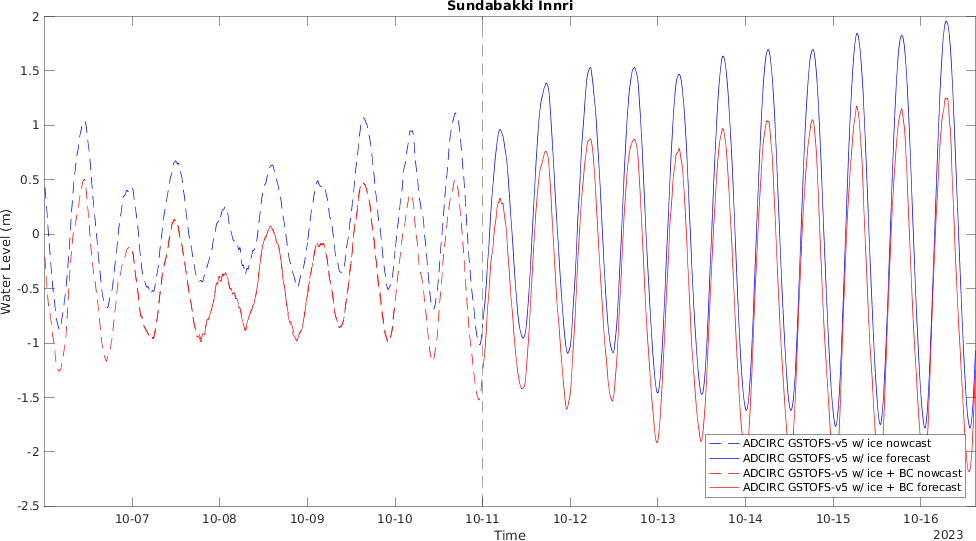 Sundabakki Innri
2
1.5
1
0.5
0
-0.5
-1
-1.5
-2
-2.5
Water Level (m)
10-07 10-08 10-09 10-10 10-11 10-12 10-13 10-14 10-15 10-16
Time
2023
ADCIRC GSTOFS-v5 w/ ice nowcast
ADCIRC GSTOFS-v5 w/ ice forecast
ADCIRC GSTOFS-v5 w/ ice + BC nowcast
ADCIRC GSTOFS-v5 w/ ice + BC forecast